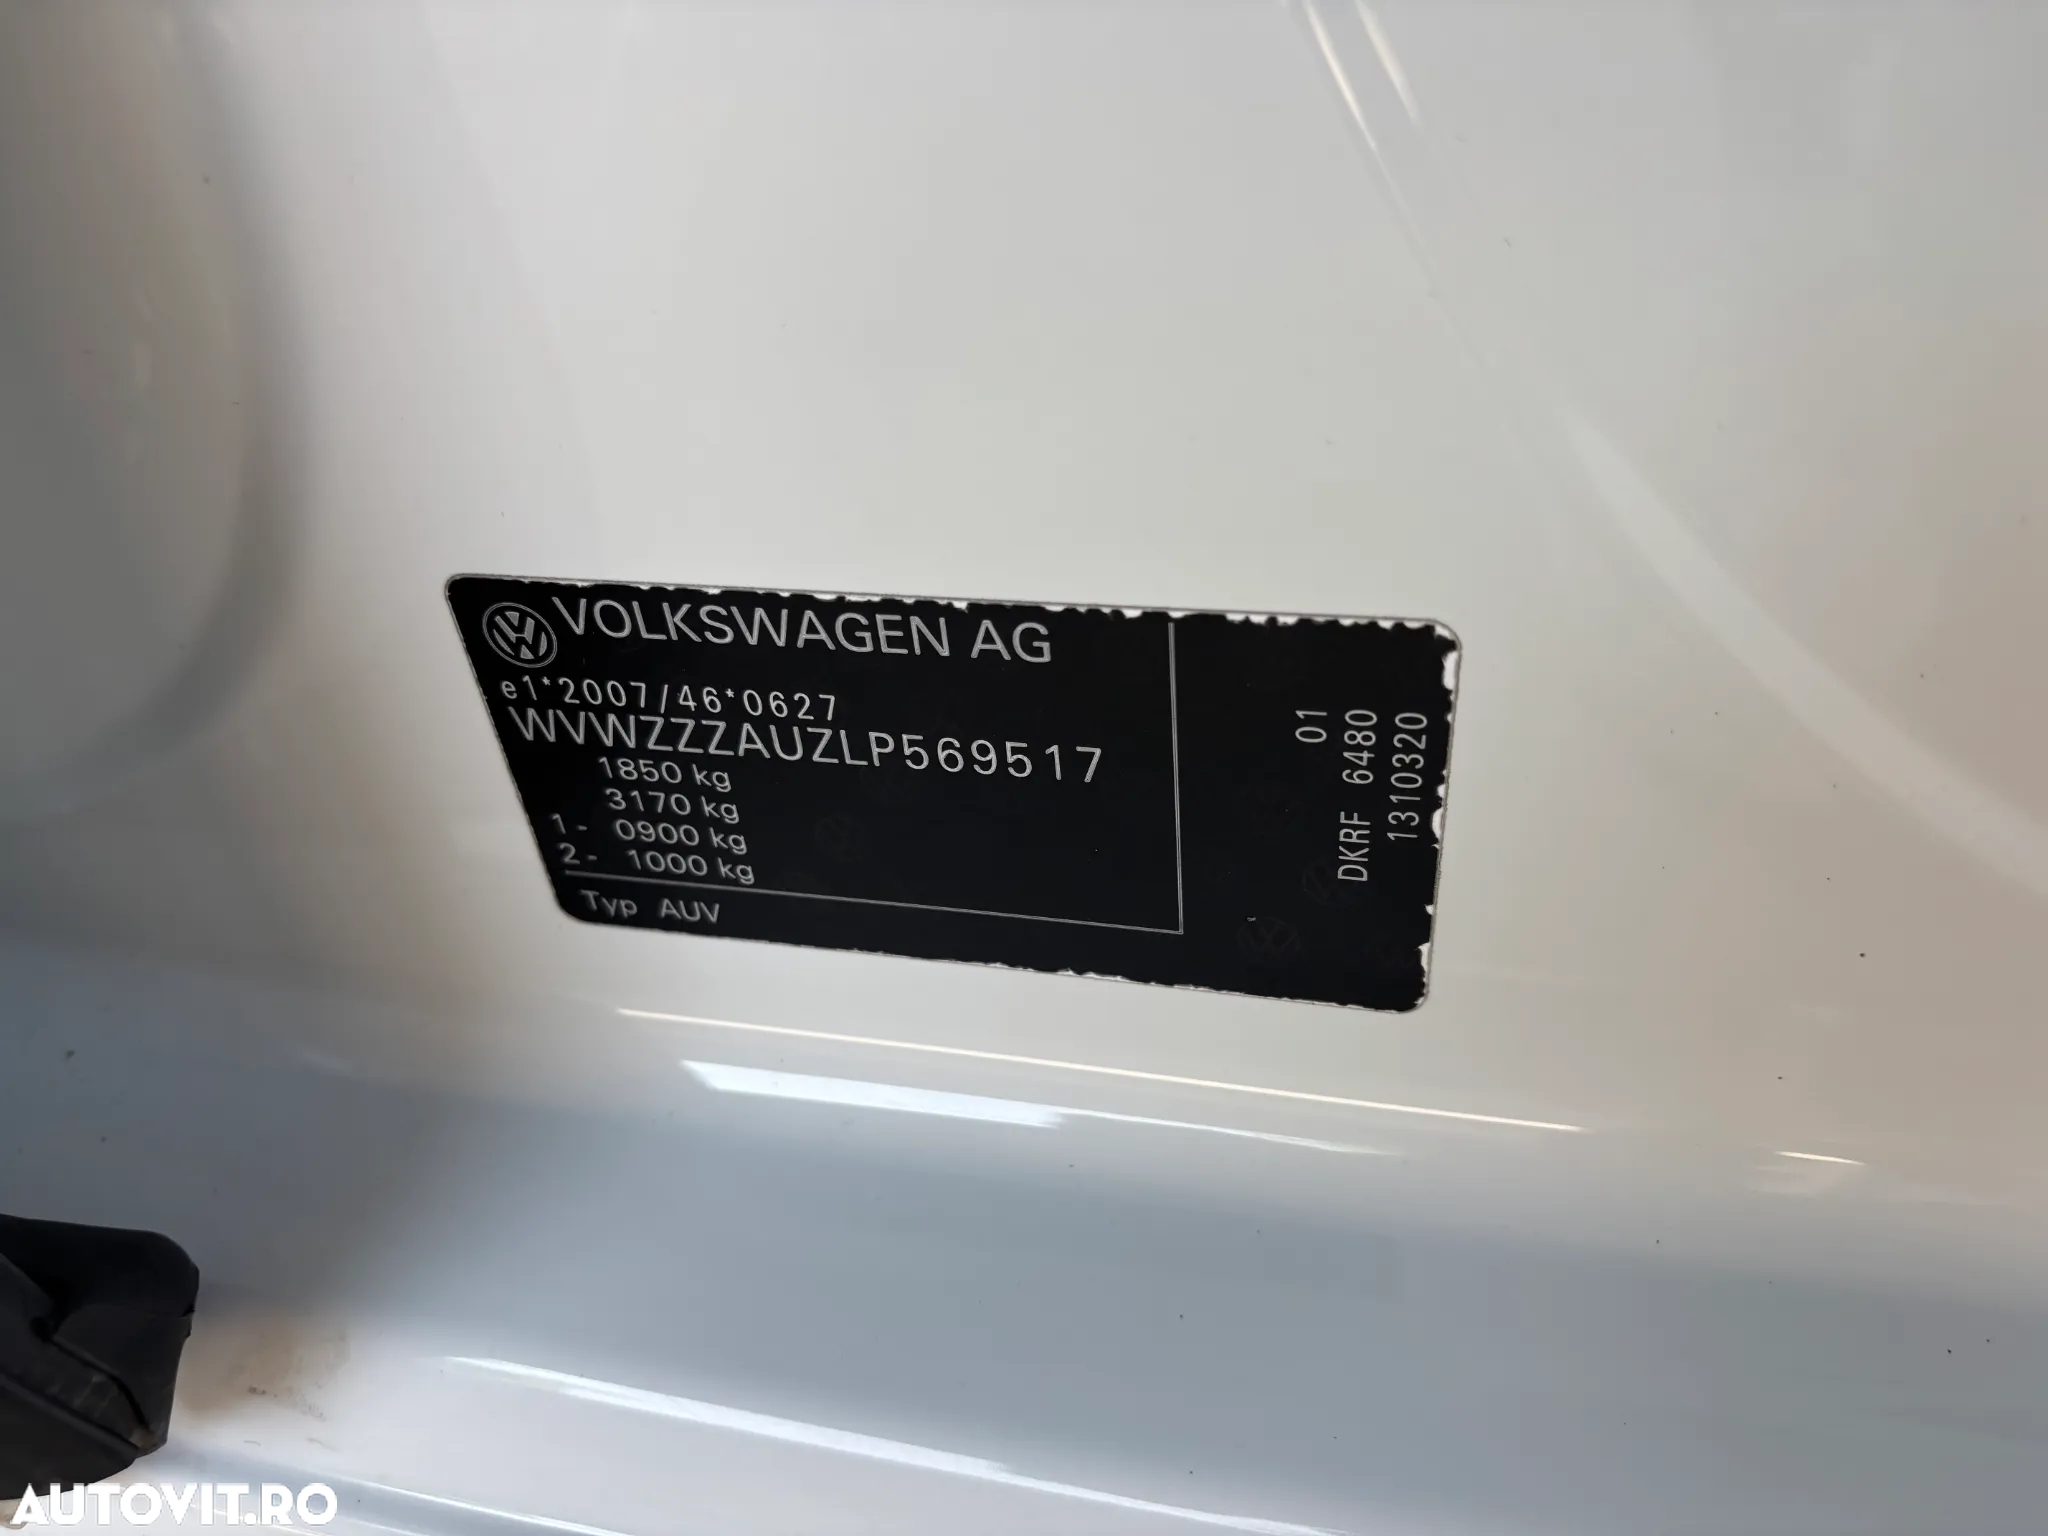 VOLKSWAGEN AG
e1*2007/46*0627
WVWZZZAUZLP569517
1850 kg
3170 kg
1- 0900 kg
2- 1000 kg
Typ AUV
01
DKRF 6480
1310320
AUTOVIT.RO